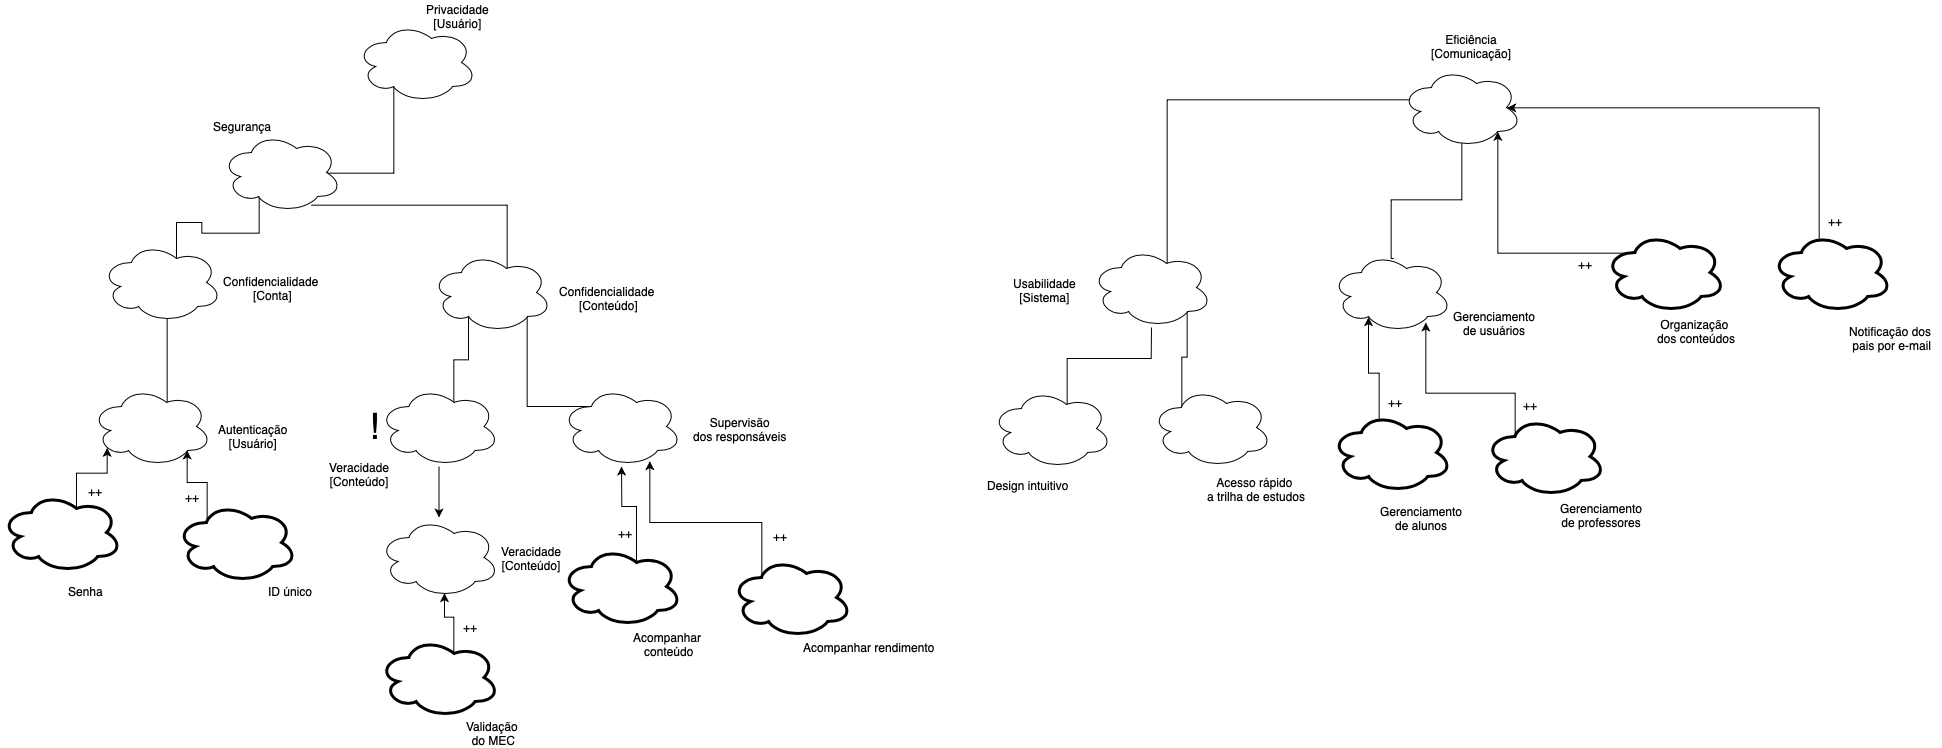 Privacidade
[Usuário]
Segurança
Confidencialidade
[Conta]
Confidencialidade
[Conteúdo]
Autenticação
[Usuário]
!
Veracidade
[Conteúdo]
Supervisão
dos responsáveis
++
++
Senha
ID único
Veracidade
[Conteúdo]
++
++
Acompanhar
conteúdo
Acompanhar rendimento
++
Validação
do MEC
Eficiência
[Comunicação]
Usabilidade
[Sistema]
Gerenciamento
de usuários
++
Organização
dos conteúdos
++
Notificação dos
pais por e-mail
Design intuitivo
Acesso rápido
a trilha de estudos
++
++
Gerenciamento
de alunos
Gerenciamento
de professores